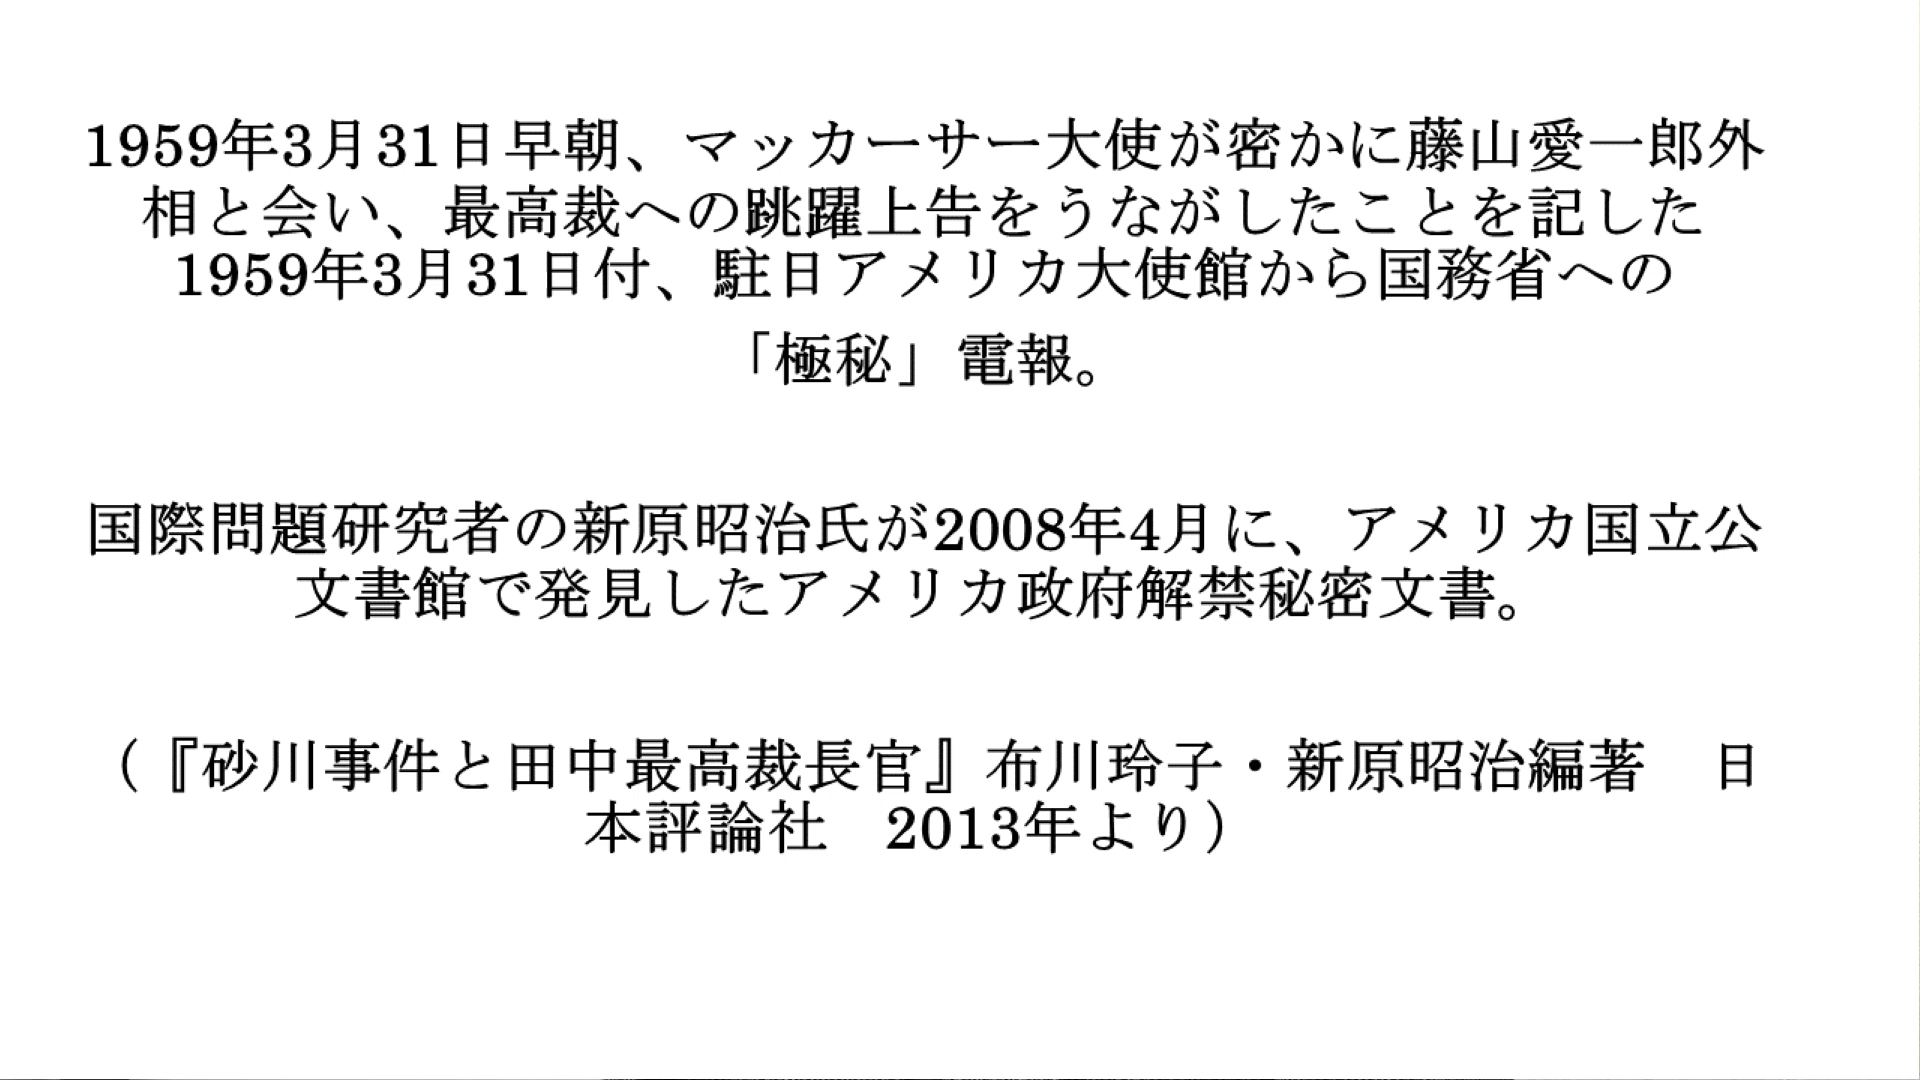 1959年3月31日早朝、マッカーサー大使が密かに藤山愛一郎外
相と会い、最高裁への跳躍上告をうながしたことを記した
1959年3月31日付、駐日アメリカ大使館から国務省への
「極秘」電報。
国際問題研究者の新原昭治氏が2008年4月に、アメリカ国立公
文書館で発見したアメリカ政府解禁秘密文書。
（『砂川事件と田中最高裁長官』布川玲子・新原昭治編著　日
本評論社　2013年より）